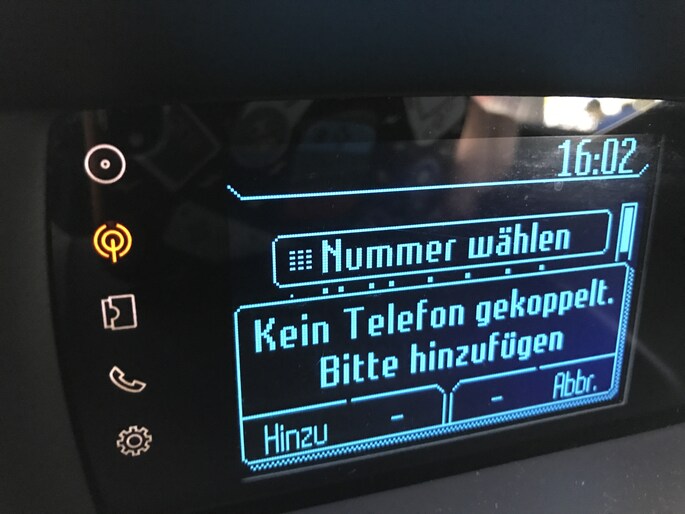 16:02
Nummer wählen
Kein Telefon gekoppelt.
Bitte hinzufügen
Hinzu - - Abbr.